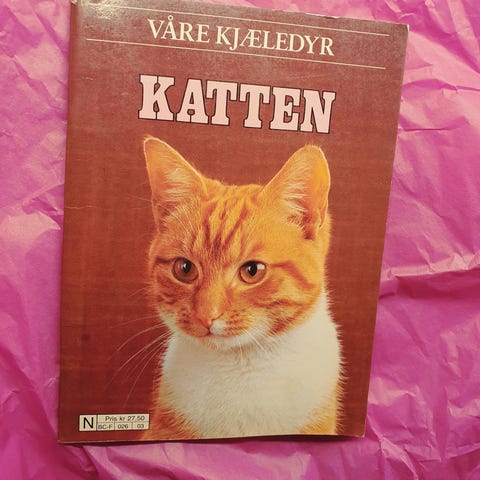 VÅRE KJÆLEDYR
KATTEN
N
Pris kr 27,50
BC-F 026 03